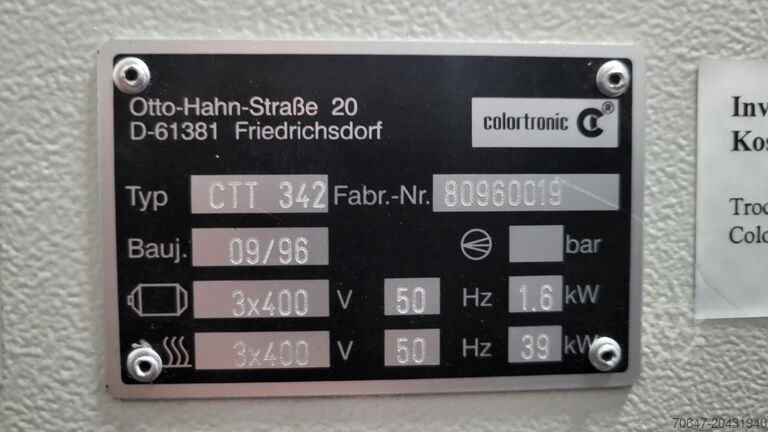 Otto-Hahn-Straße 20
D-61381 Friedrichsdorf
colortronic ®
Typ CTT 342 Fabr.-Nr. 80960019
Bauj. 09/96 bar
3x400 V 50 Hz 1.6 kW
3x400 V 50 Hz 39 kW
Inv
Kos
Troc
Colo
70647-20431940